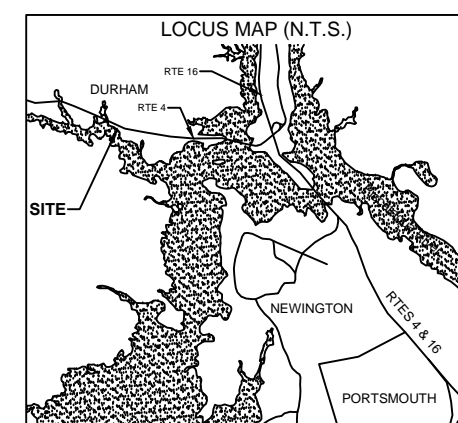 LOCUS MAP (N.T.S.)
RTE 16
DURHAM
RTE 4
SITE
NEWINGTON
RTES 4 & 16
PORTSMOUTH